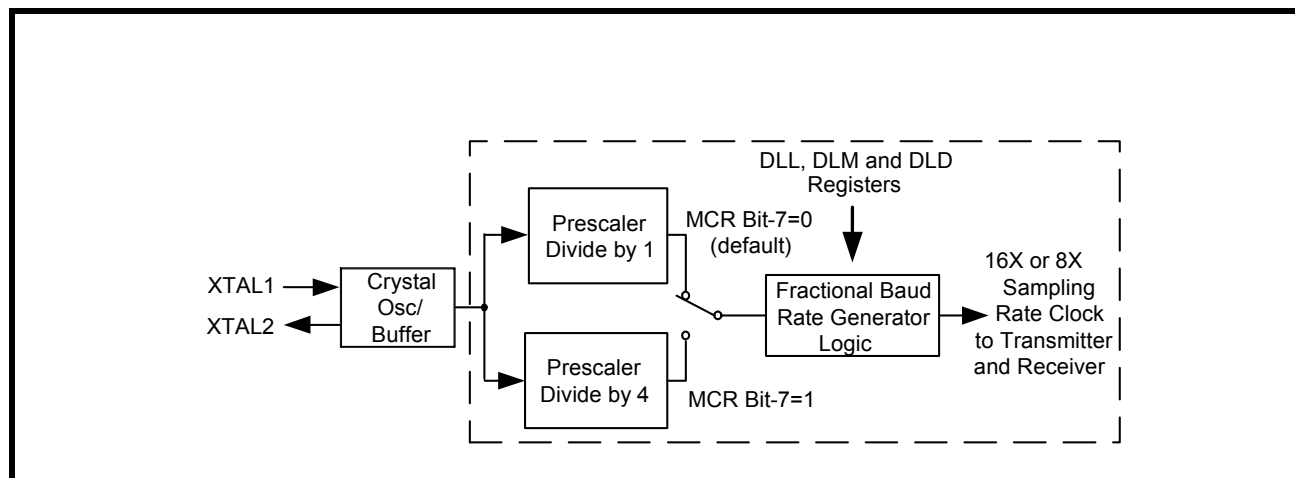 XTAL1
XTAL2
Crystal
Osc/
Buffer
Prescaler
Divide by 1
Prescaler
Divide by 4
MCR Bit-7=0
(default)
MCR Bit-7=1
DLL, DLM and DLD
Registers
Fractional Baud
Rate Generator
Logic
16X or 8X
Sampling
Rate Clock
to Transmitter
and Receiver